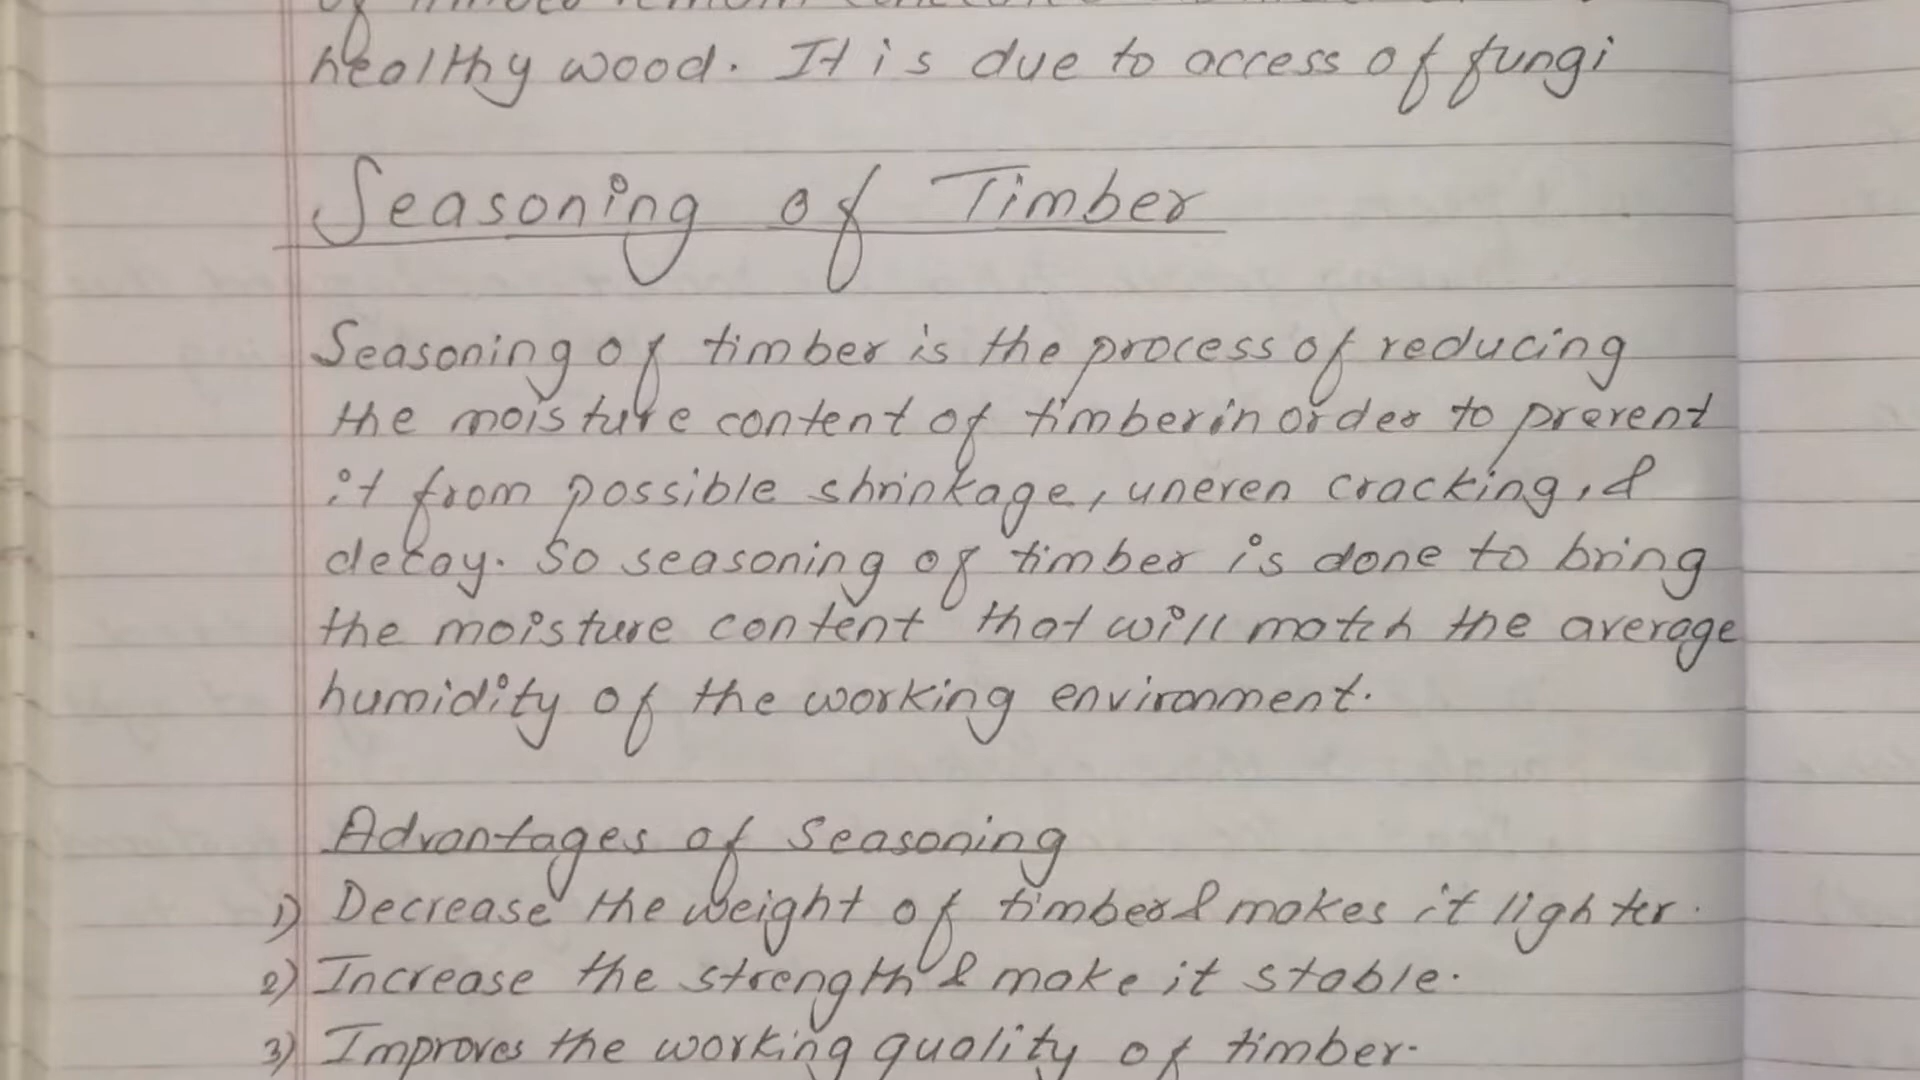 healthy wood. It is due to access of fungi
Seasoning of Timber
Seasoning of timber is the process of reducing
the moisture content of timber in order to prevent
it from possible shrinkage, uneven cracking, &
decay. So seasoning of timber is done to bring
the moisture content that will match the average
humidity of the working environment.
Advantages of Seasoning
1) Decrease the weight of timber & makes it lighter.
2) Increase the strength & make it stable.
3) Improves the working quality of timber.